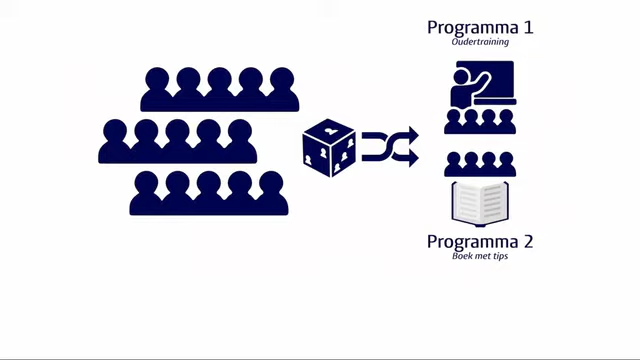 Programma 1
Oudertraining
Programma 2
Boek met tips